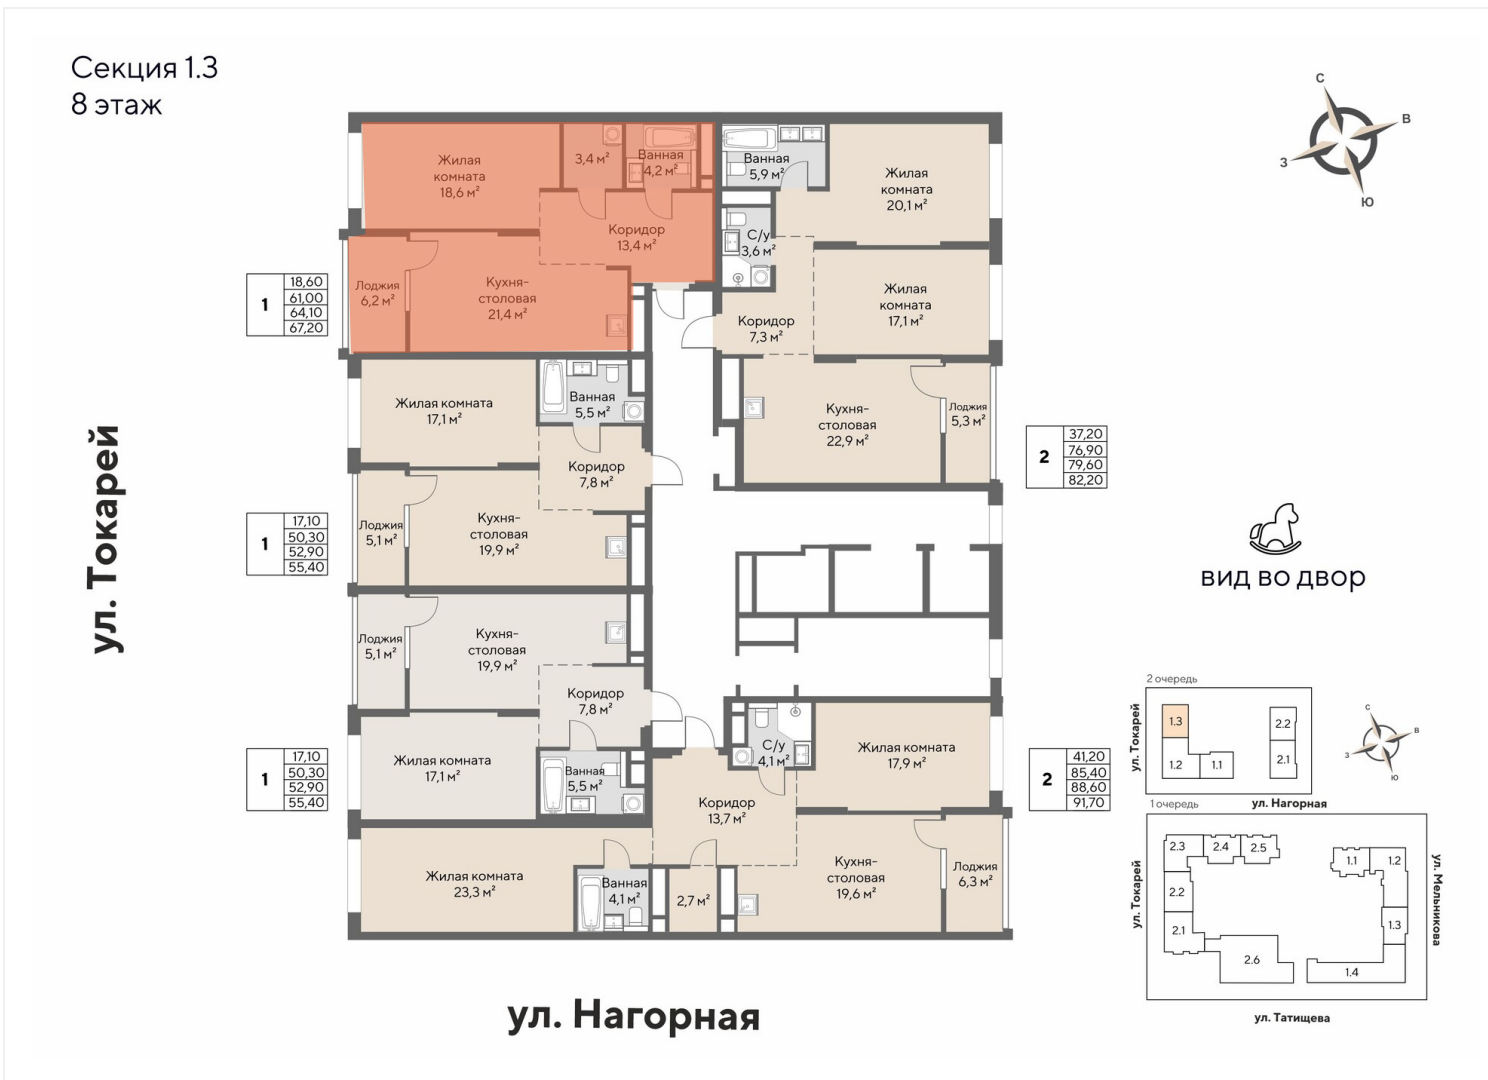 Секция 1.3
8 этаж
С
В
З
Ю
Жилая
комната
18,6 м²
3,4 м²
Ванная
4,2 м²
Коридор
13,4 м²
Лоджия
6,2 м²
Кухня-
столовая
21,4 м²
1
18,60
61,00
64,10
67,20
Ванная
5,9 м²
Жилая
комната
20,1 м²
С/у
3,6 м²
Жилая
комната
17,1 м²
Коридор
7,3 м²
Кухня-
столовая
22,9 м²
Лоджия
5,3 м²
2
37,20
76,90
79,60
82,20
Жилая комната
17,1 м²
Ванная
5,5 м²
Коридор
7,8 м²
Лоджия
5,1 м²
Кухня-
столовая
19,9 м²
1
17,10
50,30
52,90
55,40
ул. Токарей
вид во двор
Лоджия
5,1 м²
Кухня-
столовая
19,9 м²
Коридор
7,8 м²
Жилая комната
17,1 м²
Ванная
5,5 м²
1
17,10
50,30
52,90
55,40
С/у
4,1 м²
Жилая комната
17,9 м²
Коридор
13,7 м²
Жилая комната
23,3 м²
Ванная
4,1 м²
2,7 м²
Кухня-
столовая
19,6 м²
Лоджия
6,3 м²
2
41,20
85,40
88,60
91,70
ул. Нагорная
2 очередь
ул. Токарей
1.3
1.2
1.1
2.2
2.1
С
В
З
Ю
1 очередь
ул. Нагорная
2.3
2.4
2.5
1.1
1.2
2.2
2.1
1.3
2.6
1.4
ул. Токарей
ул. Мельникова
ул. Татищева